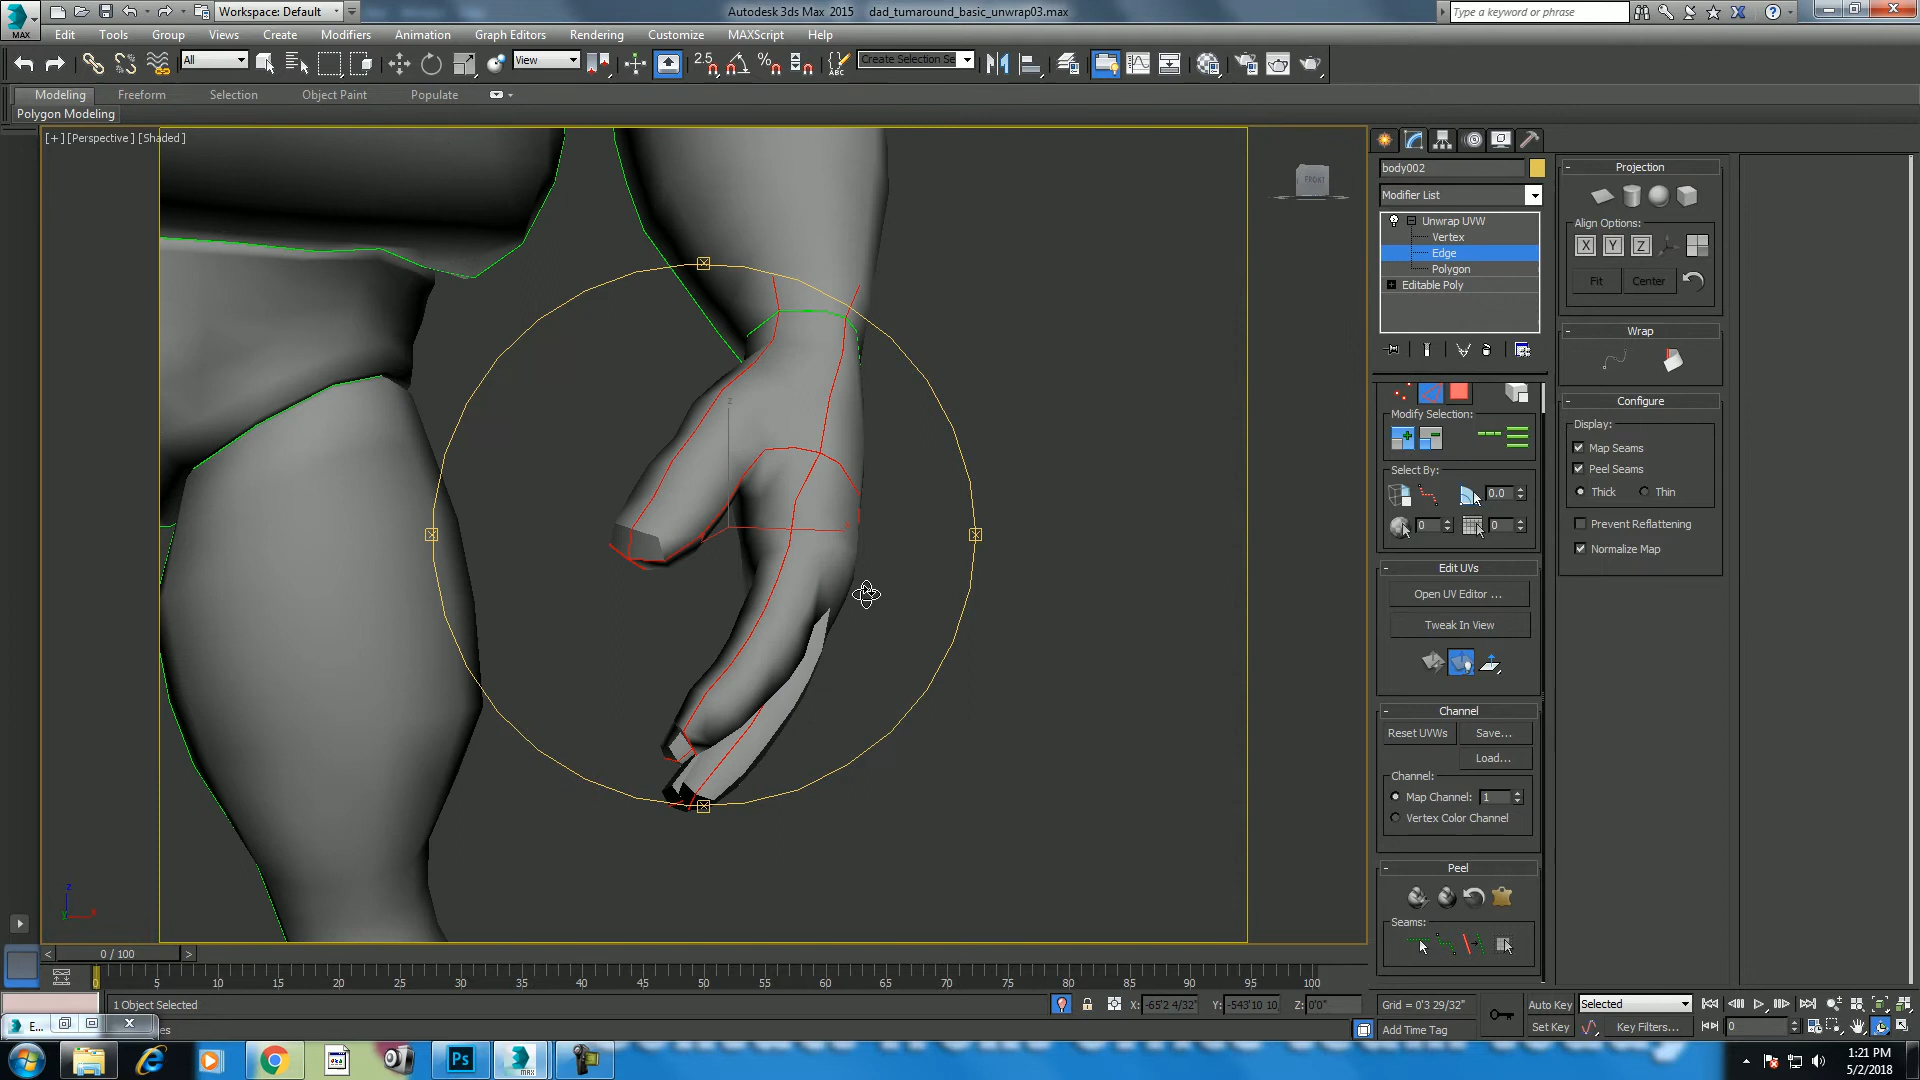 Workspace: Default
Autodesk 3ds Max 2015 dad_turnaround_basic_unwrap03.max
Type a keyword or phrase
MAX
Edit Tools Group Views Create Modifiers Animation Graph Editors Rendering Customize MAXScript Help
All
View
2.5
Create Selection Se
Modeling Freeform Selection Object Paint Populate
Polygon Modeling
[+] [Perspective] [Shaded]
FRONT
body002
Modifier List
Unwrap UVW
Vertex
Edge
Polygon
Editable Poly
Modify Selection:
Select By:
0.0
0
0
Edit UVs
Open UV Editor ...
Tweak In View
Channel
Reset UVWs Save...
Load...
Channel:
Map Channel: 1
Vertex Color Channel
Peel
Seams:
Projection
Align Options:
X Y Z
Fit Center
Wrap
Configure
Display:
Map Seams
Peel Seams
Thick Thin
Prevent Reflattening
Normalize Map
z
z
0 / 100
0 5 15 20 25 30 35 40 45 50 55 60 65 70 75 80 85 90 95 100
1 Object Selected
X: -65'2 4/32" Y: -543'10 10 Z: 0'0" Grid = 0'3 29/32"
Auto Key Selected
Add Time Tag
Set Key Key Filters... 0
E...
Ps
MAX
1:21 PM
5/2/2018